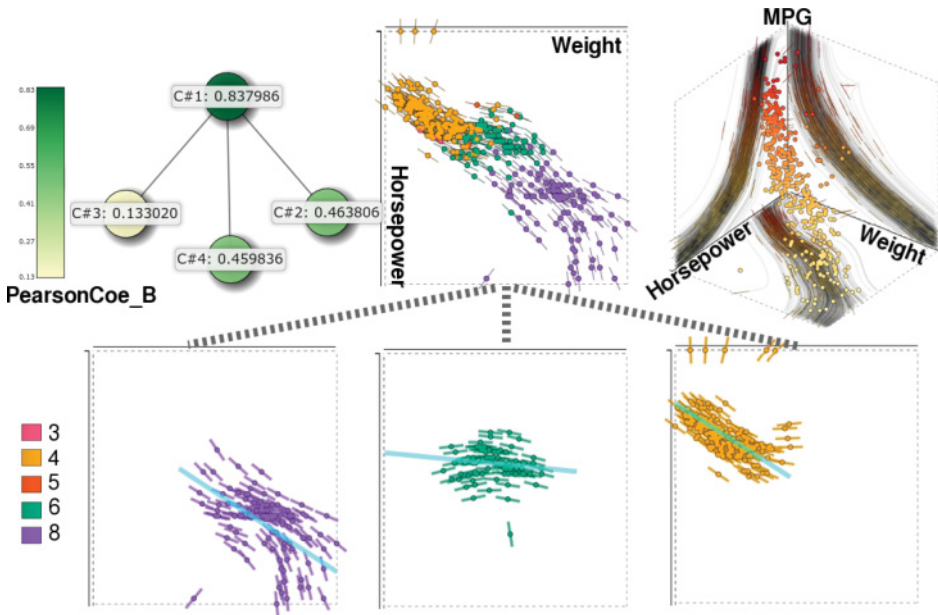 0.83
0.69
0.55
0.41
0.27
0.13
PearsonCoe_B
C#1: 0.837986
C#3: 0.133020
C#2: 0.463806
C#4: 0.459836
Weight
Horsepower
MPG
Horsepower
Weight
3
4
5
6
8